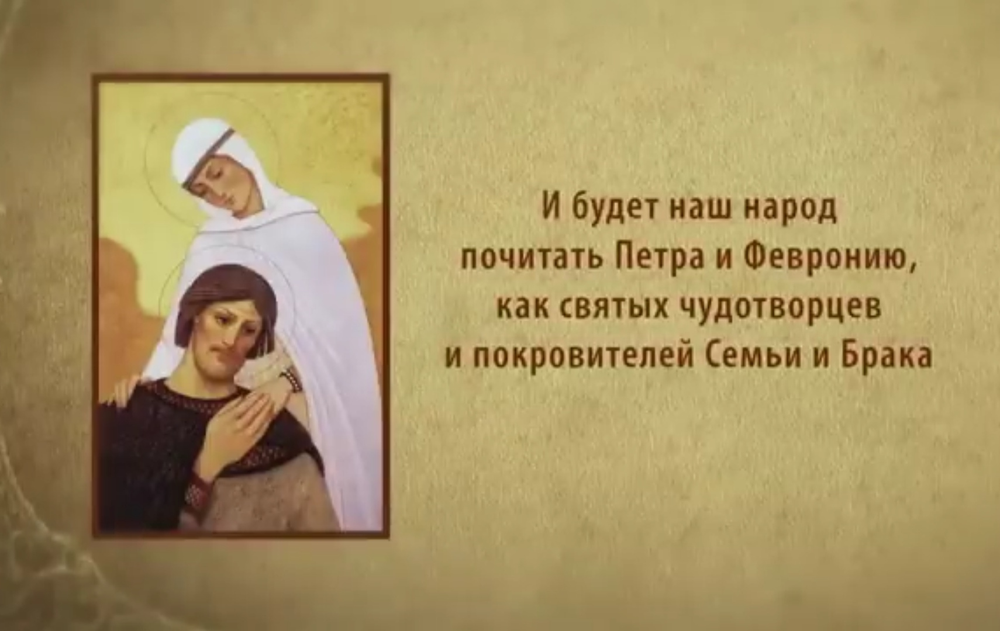 И будет наш народ
почитать Петра и Февронию,
как святых чудотворцев
и покровителей Семьи и Брака